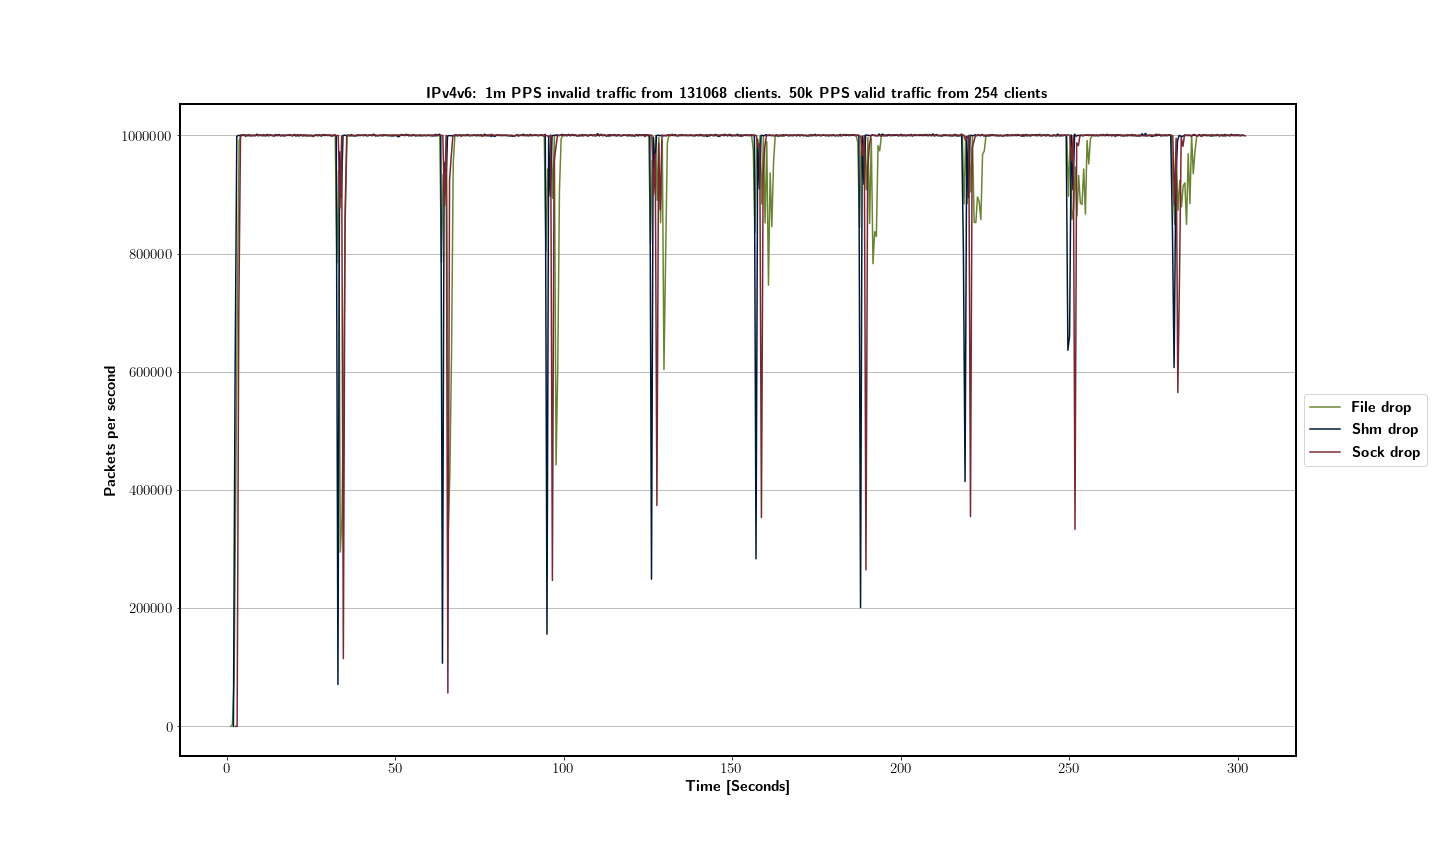 IPv4v6: 1m PPS invalid traffic from 131068 clients. 50k PPS valid traffic from 254 clients
1000000
800000
600000
400000
200000
0
Packets per second
0 50 100 150 200 250 300
Time [Seconds]
File drop
Shm drop
Sock drop